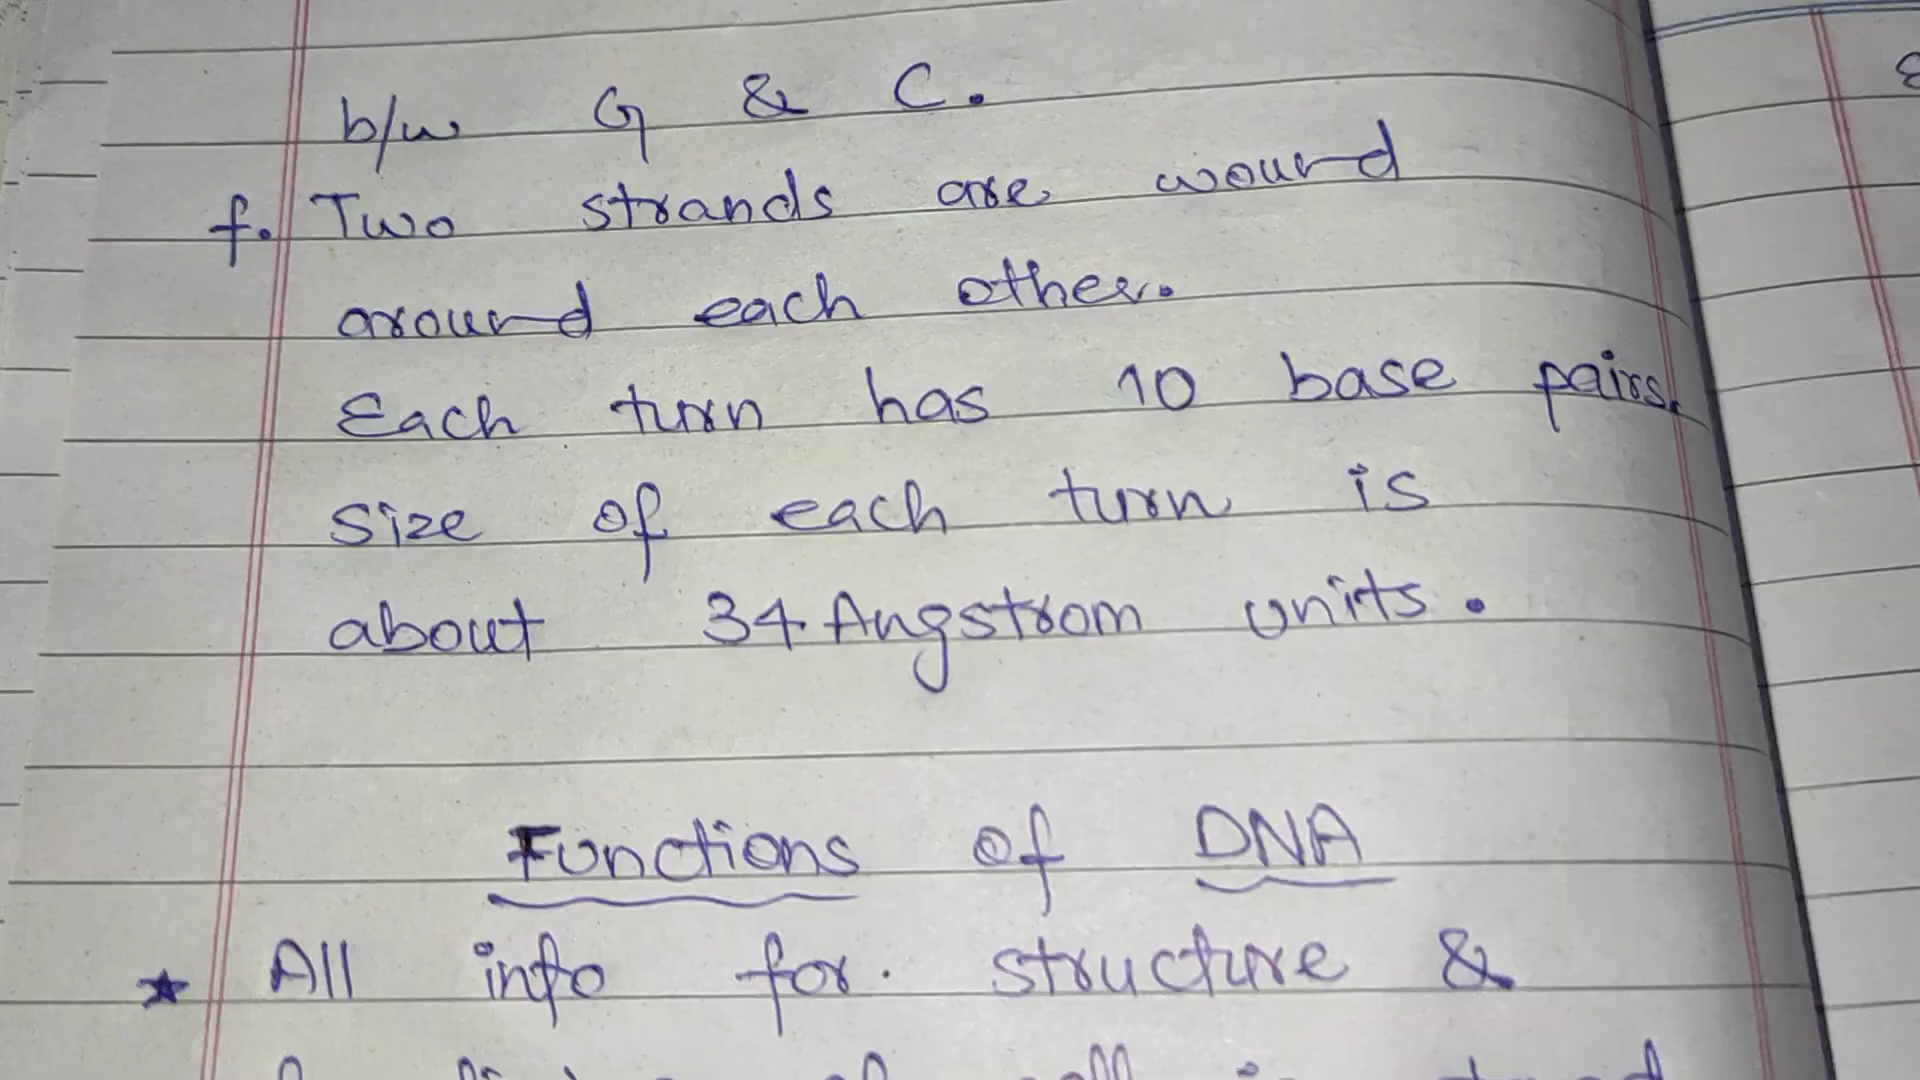 b/w G & C.
f. Two strands are wound
around each other.
Each turn has 10 base pairs.
size of each turn is
about 34 Angstrom units.
Functions of DNA
★ All info for structure &